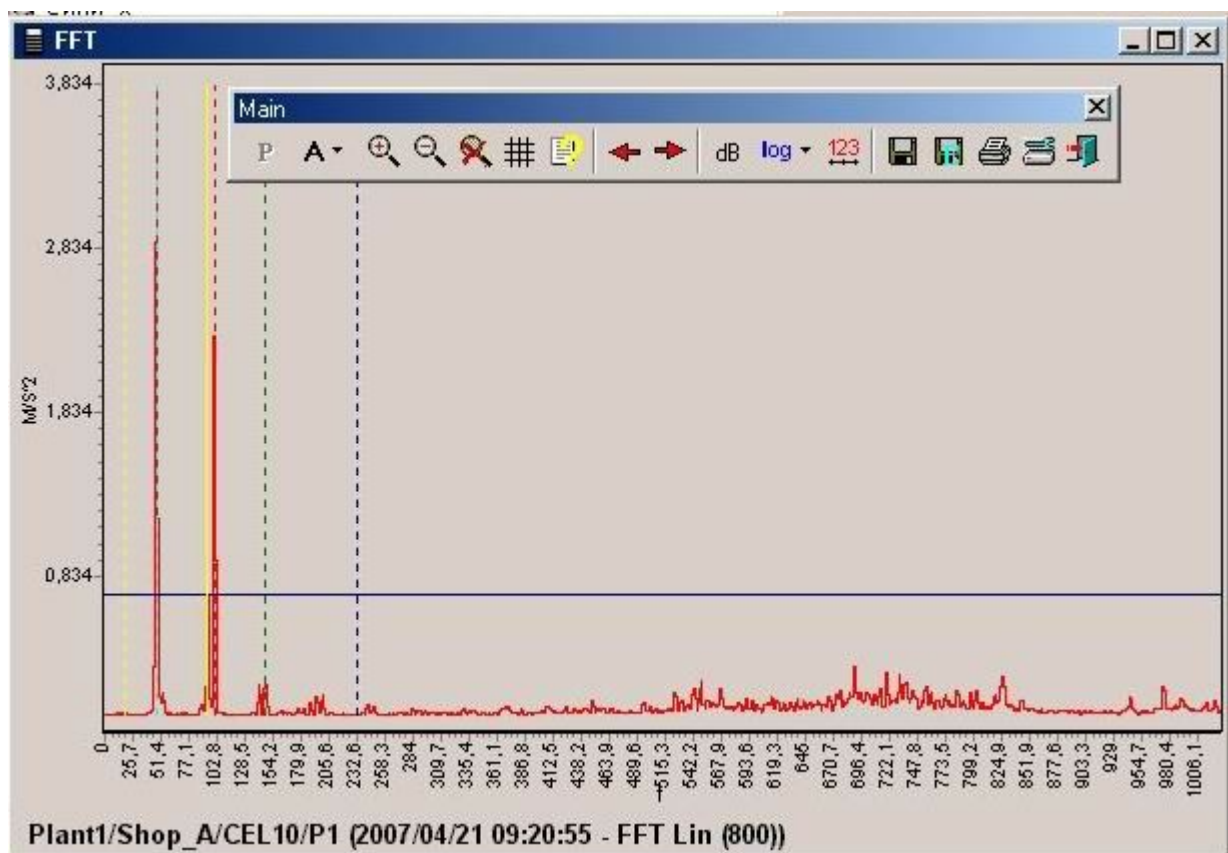 FFT
Main
P A dB log 123
3,834
2,834
1,834
0,834
M/S^2
0 25,7 51,4 77,1 102,8 128,5 154,2 179,9 205,6 232,6 258,3 284 309,7 335,4 361,1 386,8 412,5 438,2 463,9 489,6 515,3 542,2 567,9 593,6 619,3 645 670,7 696,4 722,1 747,8 773,5 799,2 824,9 851,9 877,6 903,3 929 954,7 980,4 1006,1
Plant1/Shop_A/CEL10/P1 (2007/04/21 09:20:55 - FFT Lin (800))